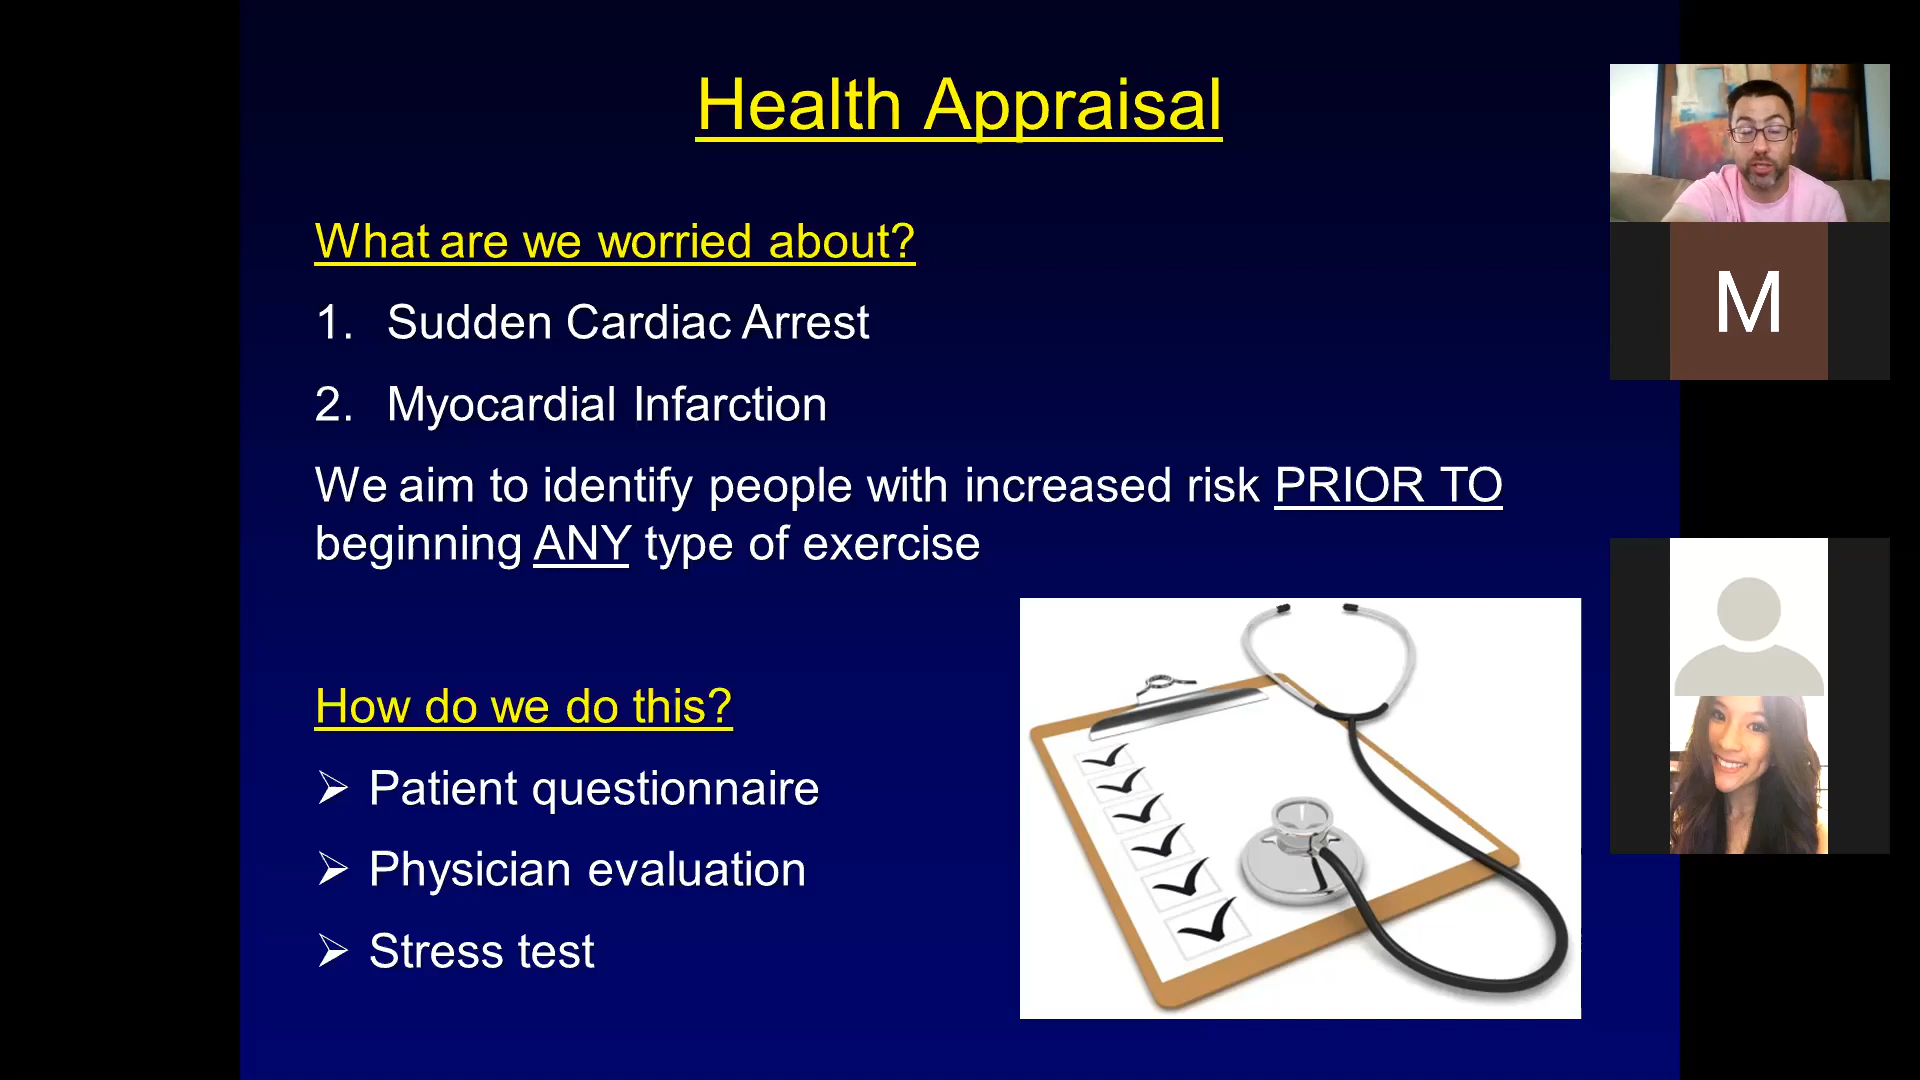 Health Appraisal
What are we worried about?
1. Sudden Cardiac Arrest
2. Myocardial Infarction
We aim to identify people with increased risk PRIOR TO
beginning ANY type of exercise
How do we do this?
➢ Patient questionnaire
➢ Physician evaluation
➢ Stress test
M